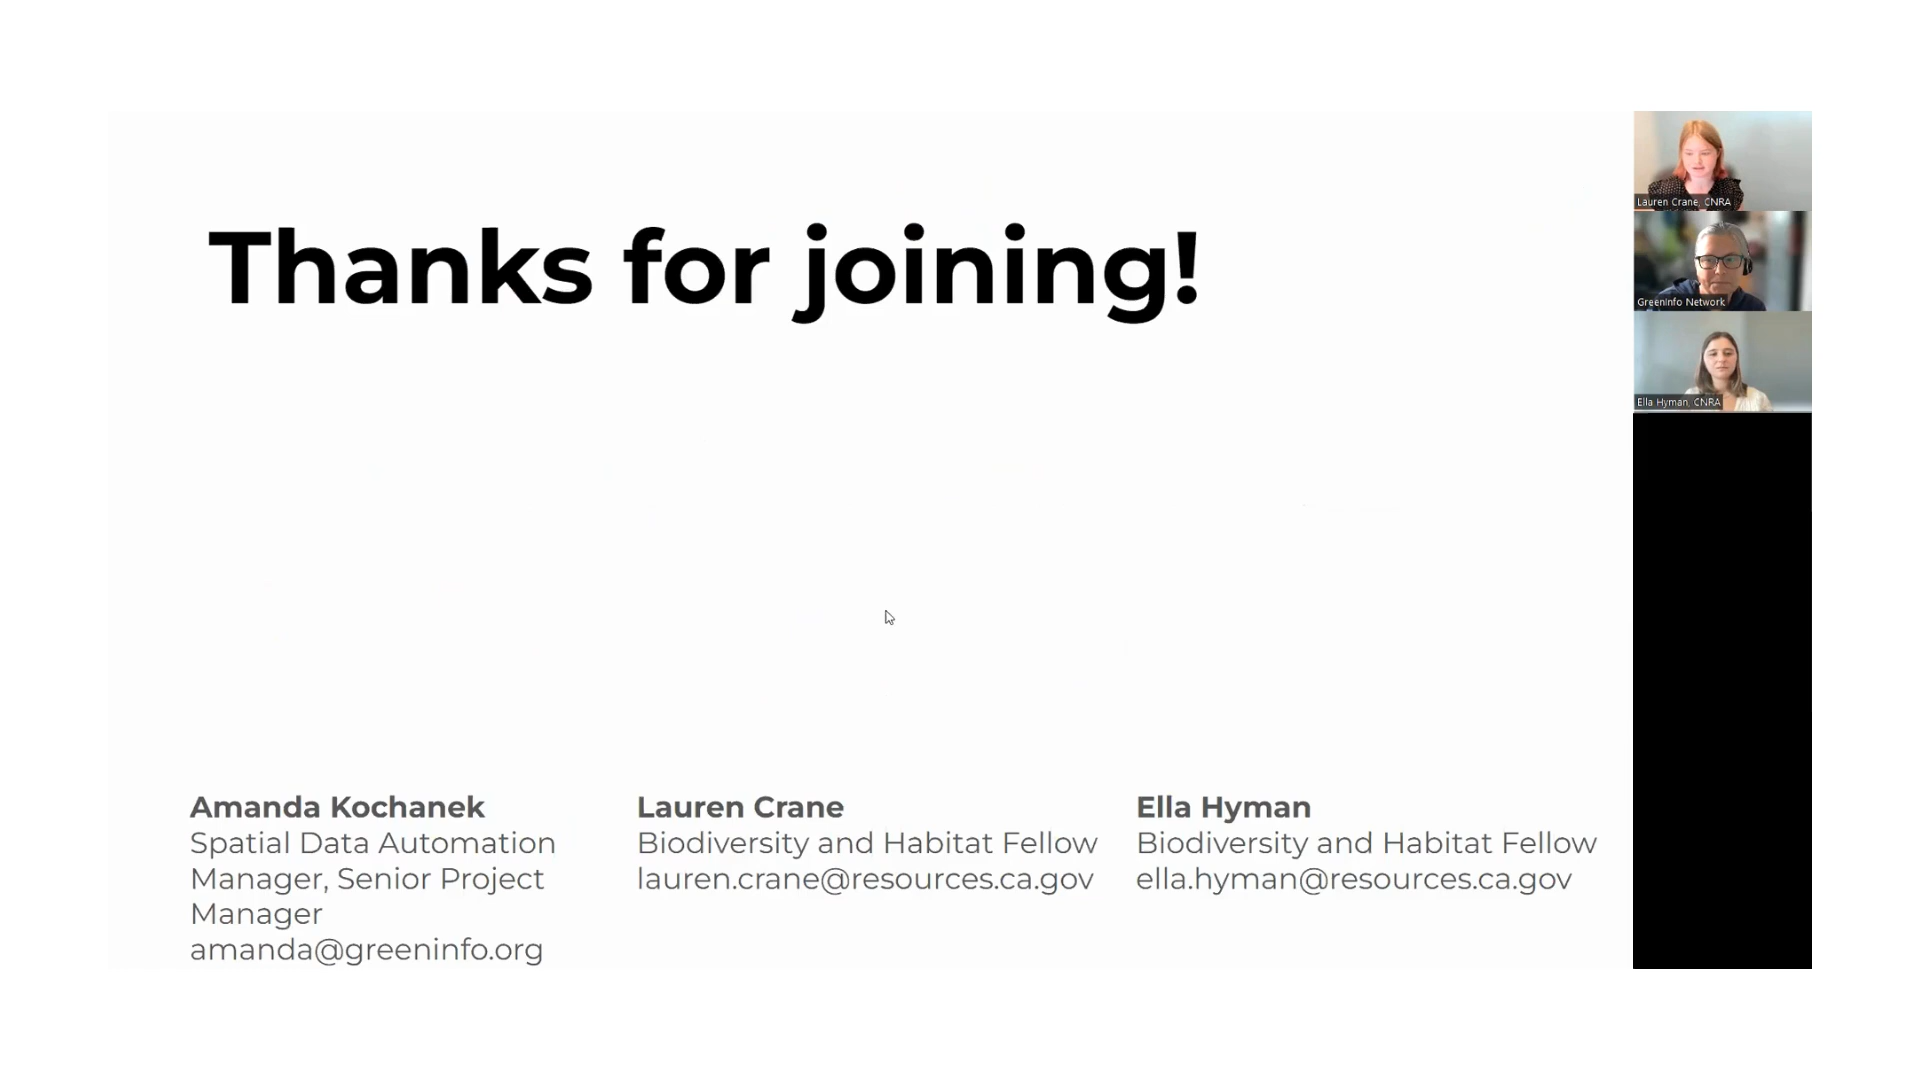 Thanks for joining!
Lauren Crane, CNRA
GreenInfo Network
Ella Hyman, CNRA
Amanda Kochanek
Spatial Data Automation
Manager, Senior Project
Manager
amanda@greeninfo.org
Lauren Crane
Biodiversity and Habitat Fellow
lauren.crane@resources.ca.gov
Ella Hyman
Biodiversity and Habitat Fellow
ella.hyman@resources.ca.gov